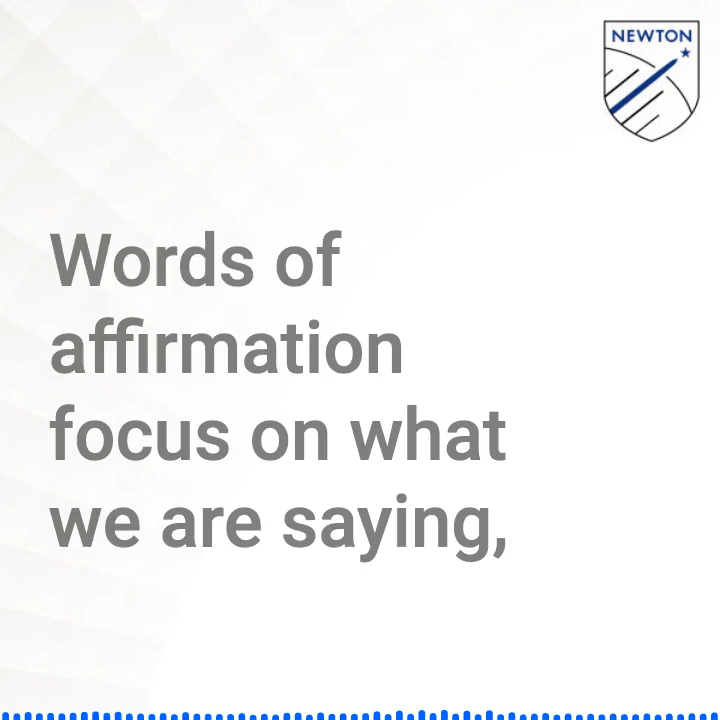 NEWTON
Words of
affirmation
focus on what
we are saying,